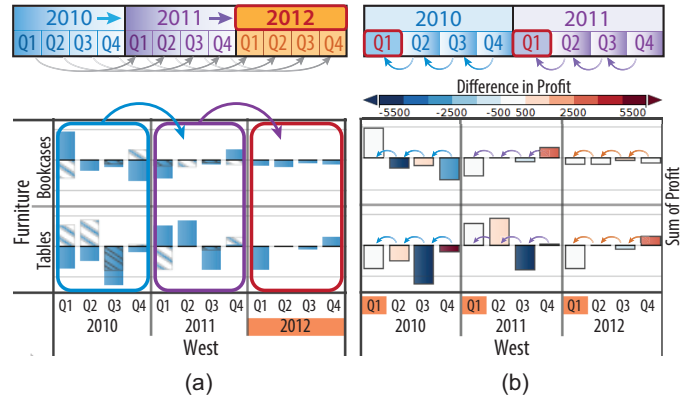 2010 2011 2012
Q1 Q2 Q3 Q4 Q1 Q2 Q3 Q4 Q1 Q2 Q3 Q4
Furniture
Bookcases
Tables
Q1 Q2 Q3 Q4 Q1 Q2 Q3 Q4 Q1 Q2 Q3 Q4
2010 2011 2012
West
(a)
2010 2011
Q1 Q2 Q3 Q4 Q1 Q2 Q3 Q4
Difference in Profit
-5500 -2500 -500 500 2500 5500
Sum of Profit
Q1 Q2 Q3 Q4 Q1 Q2 Q3 Q4 Q1 Q2 Q3 Q4
2010 2011 2012
West
(b)